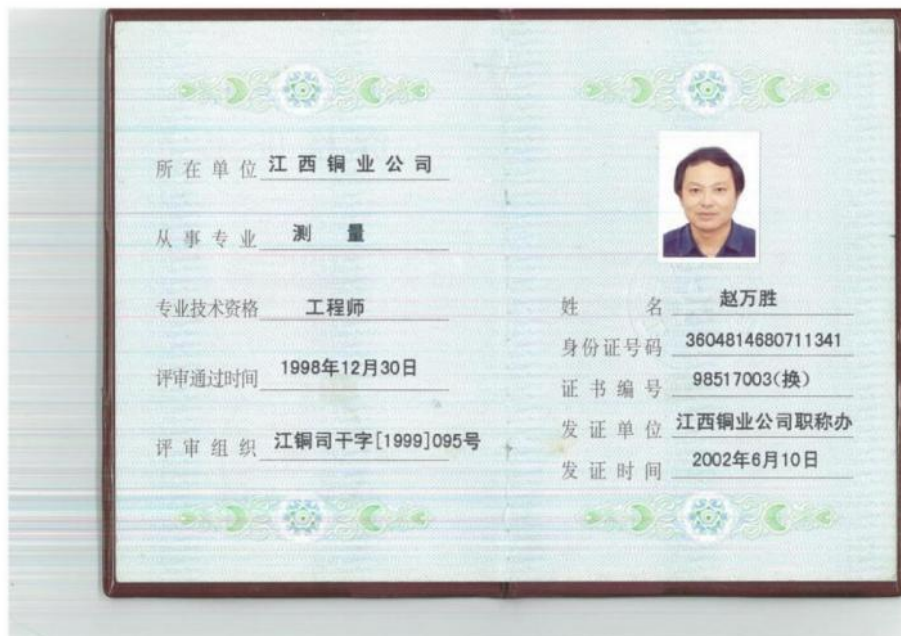 所在单位 江西铜业公司
从事专业 测 量
专业技术资格 工程师
评审通过时间 1998年12月30日
评审组织 江铜司干字[1999]095号
姓 名 赵万胜
身份证号码 3604814680711341
证书编号 98517003(换)
发证单位 江西铜业公司职称办
发证时间 2002年6月10日